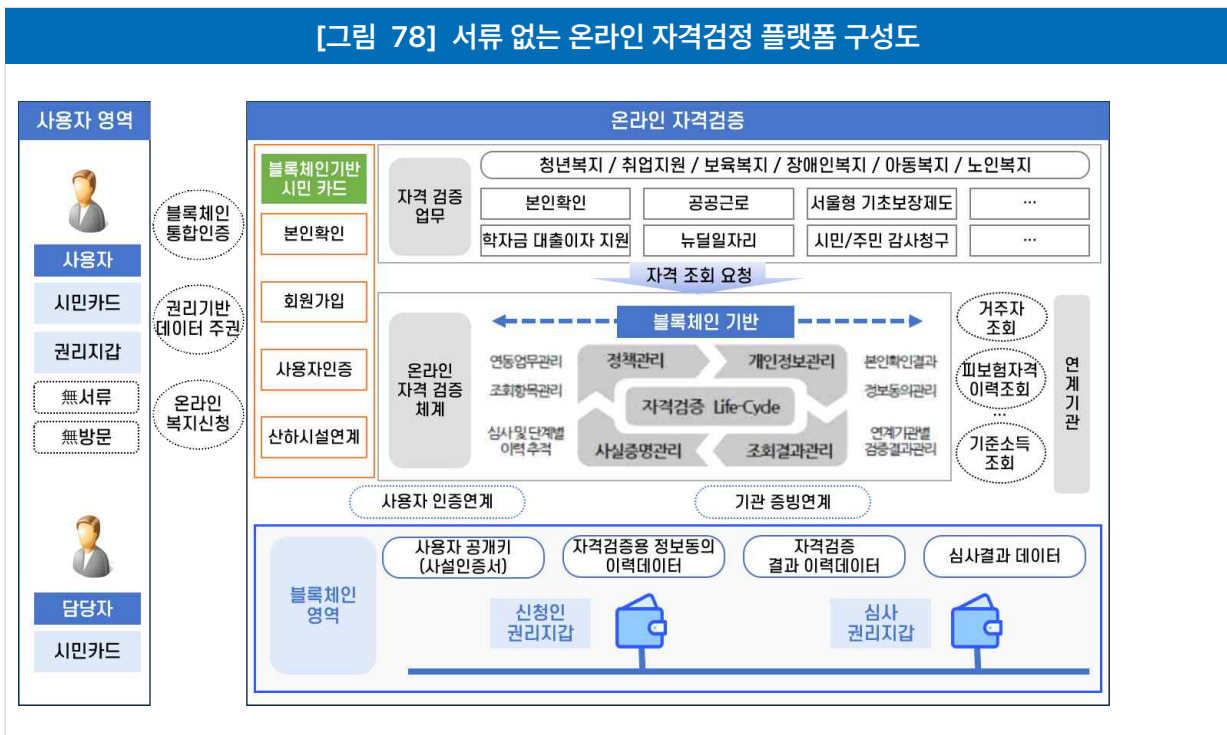 [그림 78] 서류 없는 온라인 자격검정 플랫폼 구성도
사용자 영역
사용자
시민카드
권리지갑
無서류
無방문
담당자
시민카드
블록체인
통합인증
권리기반
데이터 주권
온라인
복지신청
온라인 자격검증
블록체인기반
시민 카드
본인확인
회원가입
사용자인증
산하시설연계
자격 검증
업무
청년복지 / 취업지원 / 보육복지 / 장애인복지 / 아동복지 / 노인복지
본인확인
공공근로
서울형 기초보장제도
...
학자금 대출이자 지원
뉴딜일자리
시민/주민 감사청구
...
자격 조회 요청
온라인
자격 검증
체계
블록체인 기반
연동업무관리
조회항목관리
심사 및 단계별
이력 추적
정책관리
개인정보관리
자격검증 Life-Cycle
사실증명관리
조회결과관리
본인확인결과
정보동의관리
연계기관별
검증결과관리
거주자
조회
피보험자격
이력조회
...
기준소득
조회
연계기관
사용자 인증연계
기관 증빙연계
블록체인
영역
사용자 공개키
(사설인증서)
자격검증용 정보동의
이력데이터
자격검증
결과 이력데이터
심사결과 데이터
신청인
권리지갑
심사
권리지갑